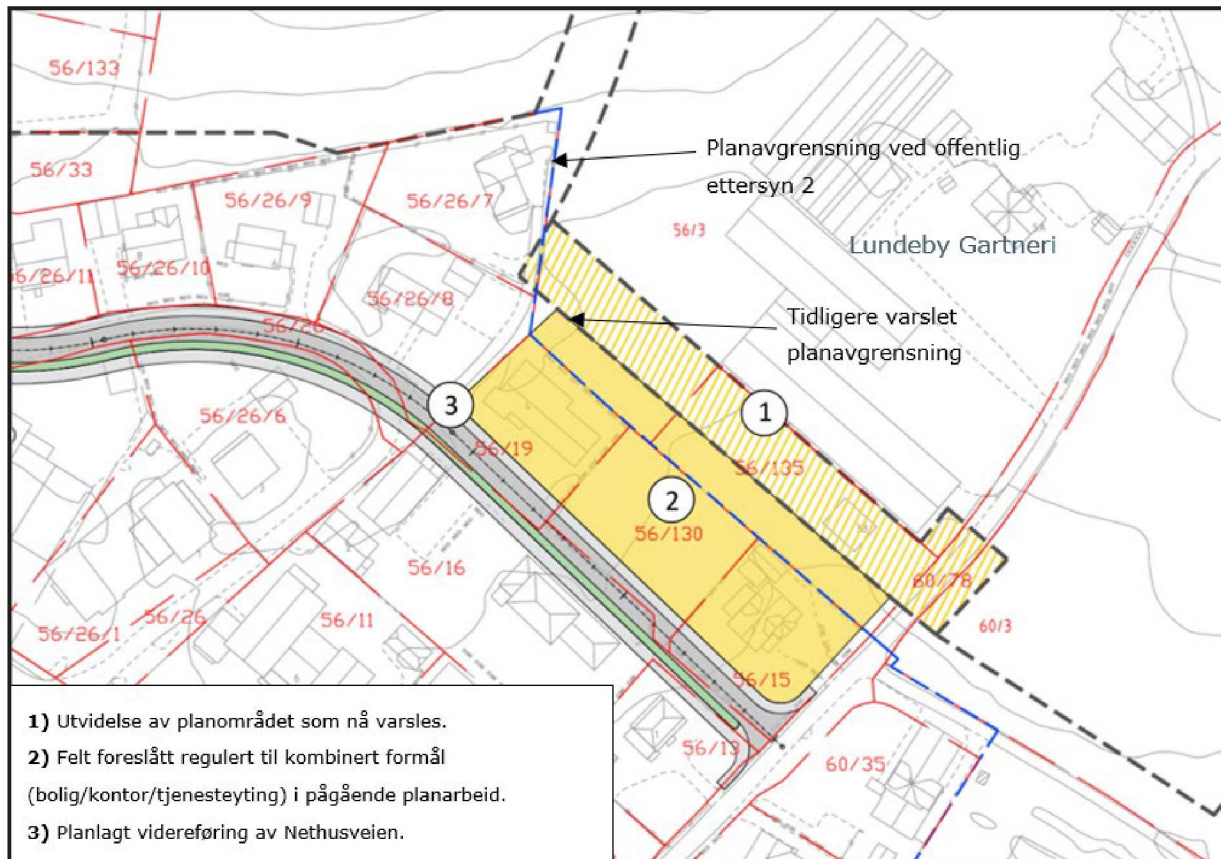 56/133
Planavgrensning ved offentlig
ettersyn 2
56/33
56/26/9
56/26/7
56/3
Lundeby Gartneri
56/26/11
56/26/10
56/26/8
56/26
Tidligere varslet
planavgrensning
3
1
56/26/6
56/19
56/135
2
56/130
56/16
60/78
56/26/1
56/26
56/11
60/3
56/15
56/13
60/35
1) Utvidelse av planområdet som nå varsles.
2) Felt foreslått regulert til kombinert formål
(bolig/kontor/tjenesteyting) i pågående planarbeid.
3) Planlagt videreføring av Nethusveien.